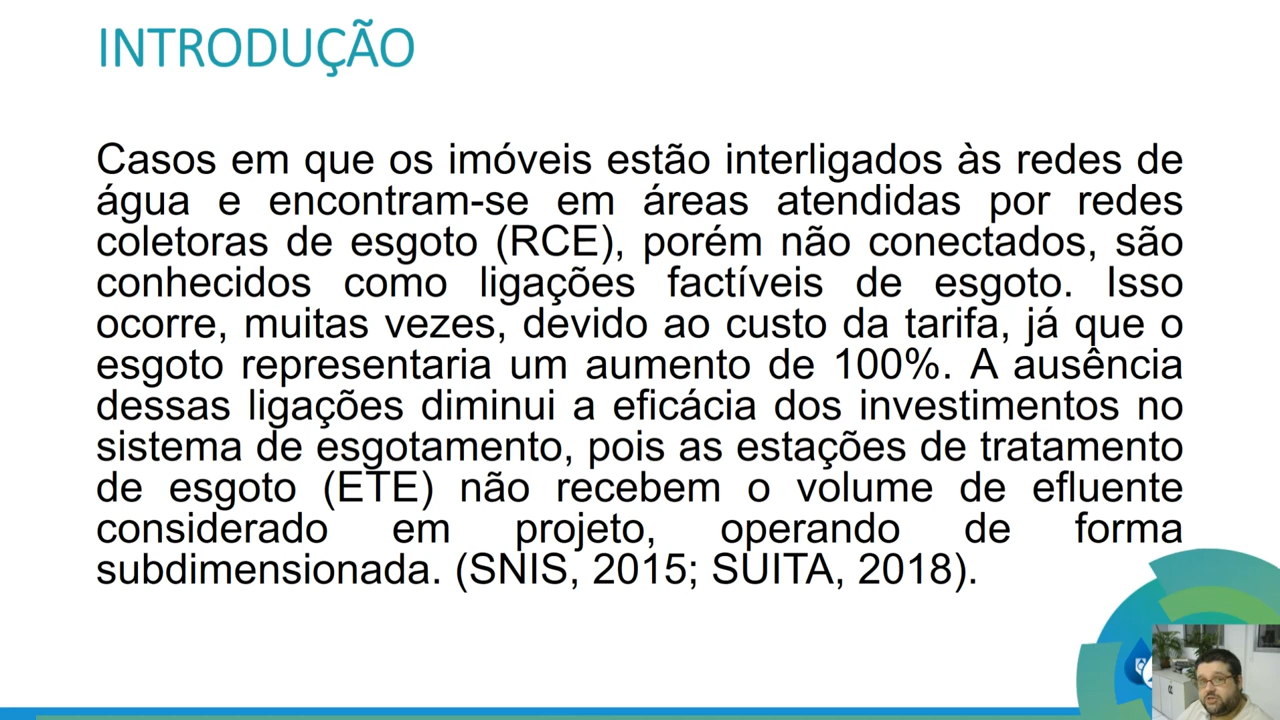 INTRODUÇÃO
Casos em que os imóveis estão interligados às redes de
água e encontram-se em áreas atendidas por redes
coletoras de esgoto (RCE), porém não conectados, são
conhecidos como ligações factíveis de esgoto. Isso
ocorre, muitas vezes, devido ao custo da tarifa, já que o
esgoto representaria um aumento de 100%. A ausência
dessas ligações diminui a eficácia dos investimentos no
sistema de esgotamento, pois as estações de tratamento
de esgoto (ETE) não recebem o volume de efluente
considerado em projeto, operando de forma
subdimensionada. (SNIS, 2015; SUITA, 2018).